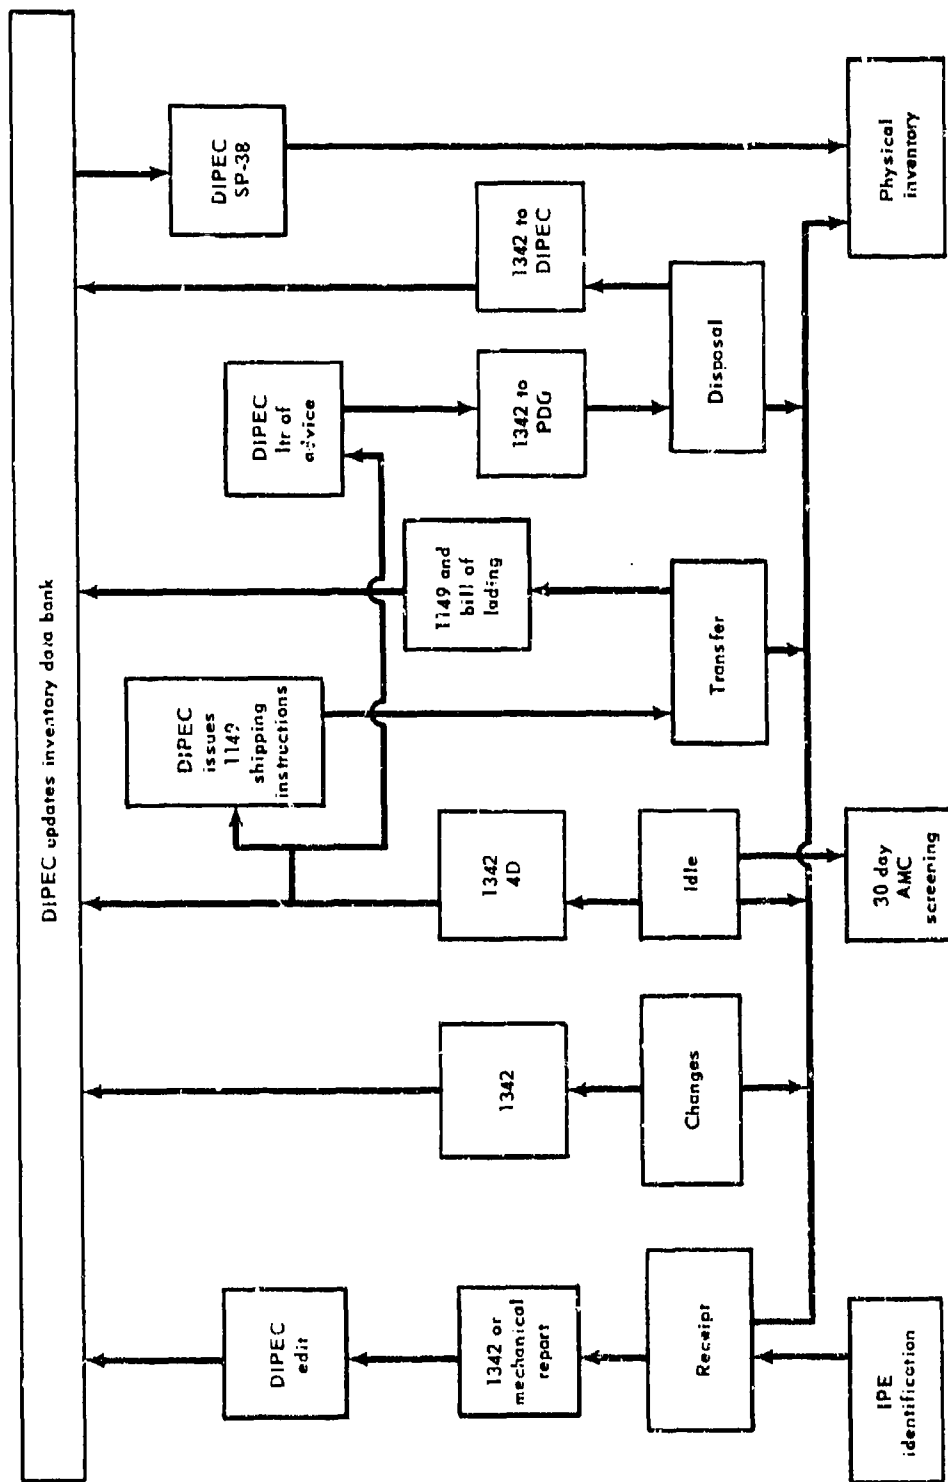 DIPEC updates inventory data bank
DIPEC
edit
1342 or
mechanical
report
Receipt
IPE
identification
1342
Changes
1342
4D
Idle
30 day
AMC
screening
DIPEC
issues
1149
shipping
instructions
Transfer
1149 and
bill of
lading
DIPEC
ltr of
advice
1342 to
PDG
Disposal
1342 to
DIPEC
DIPEC
SP-38
Physical
inventory